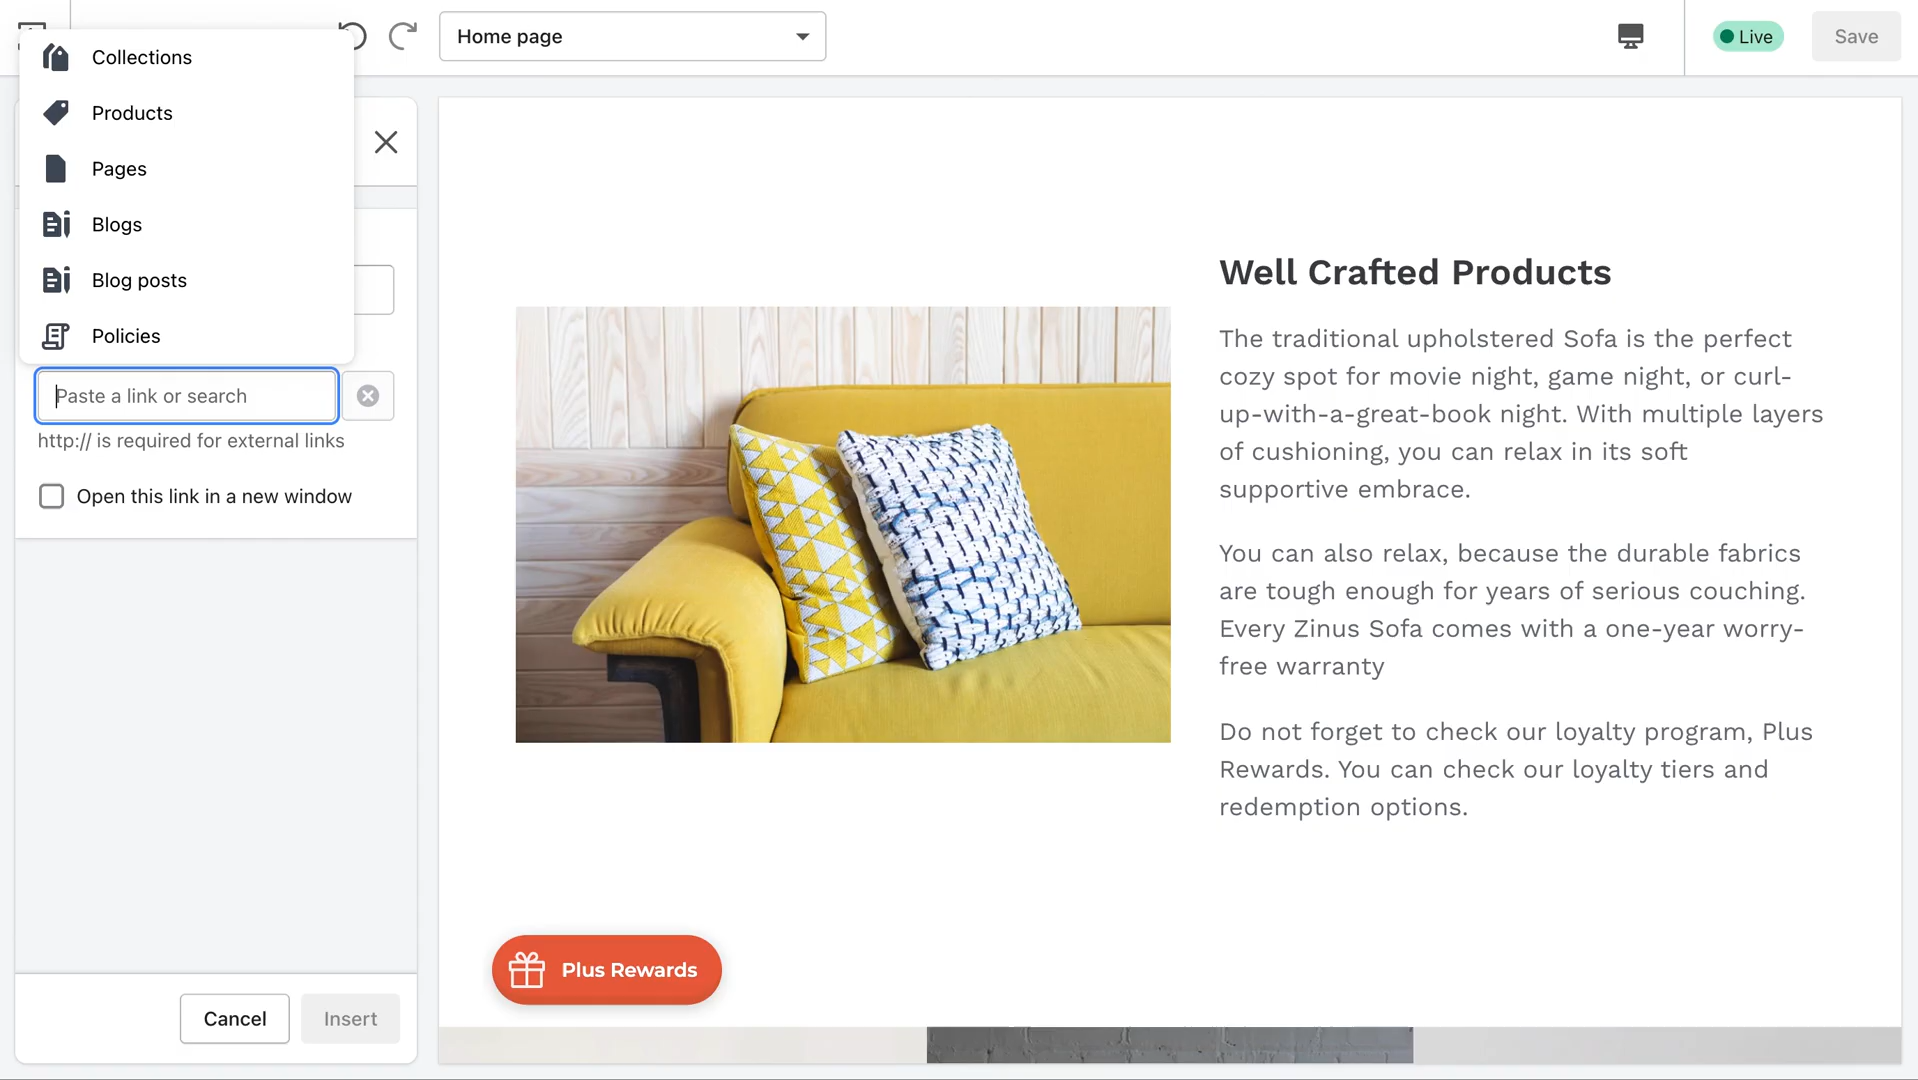 Home page
Live
Save
Collections
Products
Pages
Blogs
Blog posts
Policies
Paste a link or search
http:// is required for external links
Open this link in a new window
Cancel
Insert
Well Crafted Products
The traditional upholstered Sofa is the perfect
cozy spot for movie night, game night, or curl-
up-with-a-great-book night. With multiple layers
of cushioning, you can relax in its soft
supportive embrace.
You can also relax, because the durable fabrics
are tough enough for years of serious couching.
Every Zinus Sofa comes with a one-year worry-
free warranty
Do not forget to check our loyalty program, Plus
Rewards. You can check our loyalty tiers and
redemption options.
Plus Rewards